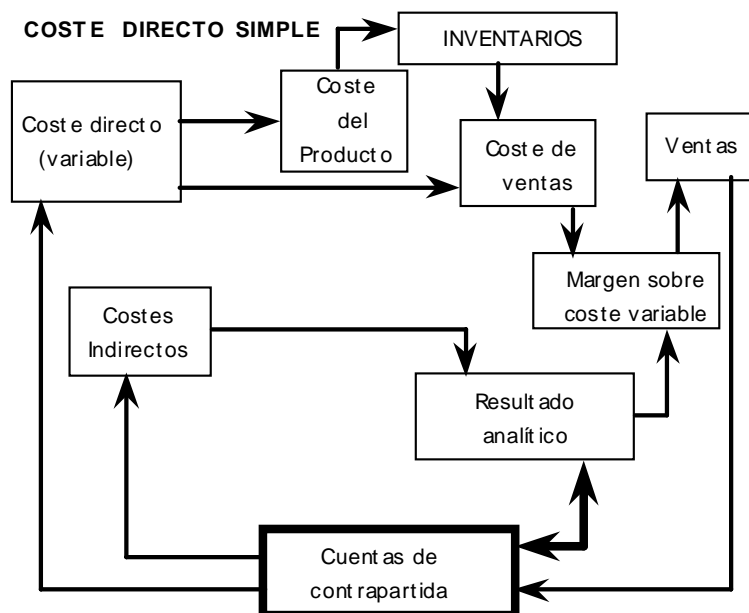 COSTE DIRECTO SIMPLE
INVENTARIOS
Coste
del
Producto
Coste directo
(variable)
Coste de
ventas
Ventas
Margen sobre
coste variable
Costes
Indirectos
Resultado
analítico
Cuentas de
contrapartida